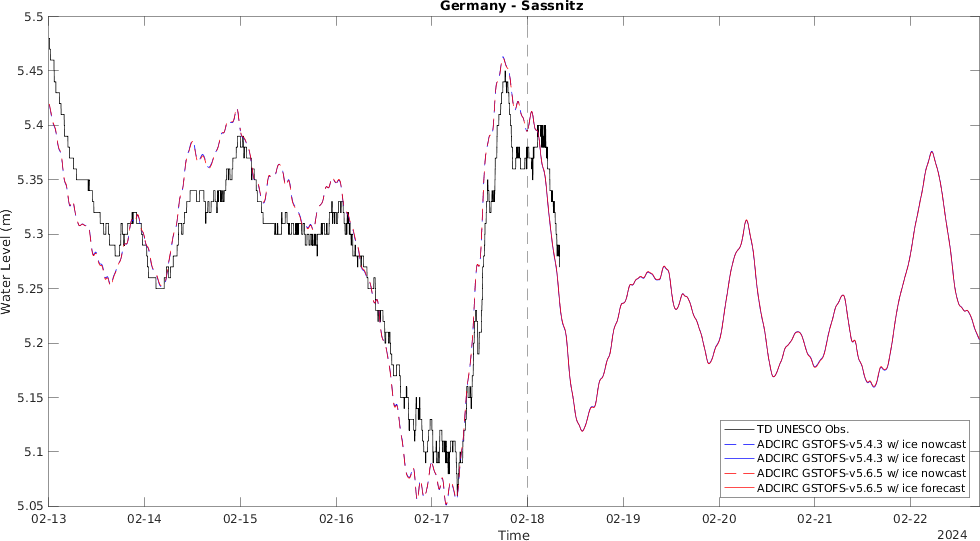 Germany - Sassnitz
5.5
5.45
5.4
5.35
5.3
5.25
5.2
5.15
5.1
5.05
Water Level (m)
TD UNESCO Obs.
ADCIRC GSTOFS-v5.4.3 w/ ice nowcast
ADCIRC GSTOFS-v5.4.3 w/ ice forecast
ADCIRC GSTOFS-v5.6.5 w/ ice nowcast
ADCIRC GSTOFS-v5.6.5 w/ ice forecast
02-13 02-14 02-15 02-16 02-17 02-18 02-19 02-20 02-21 02-22
Time
2024